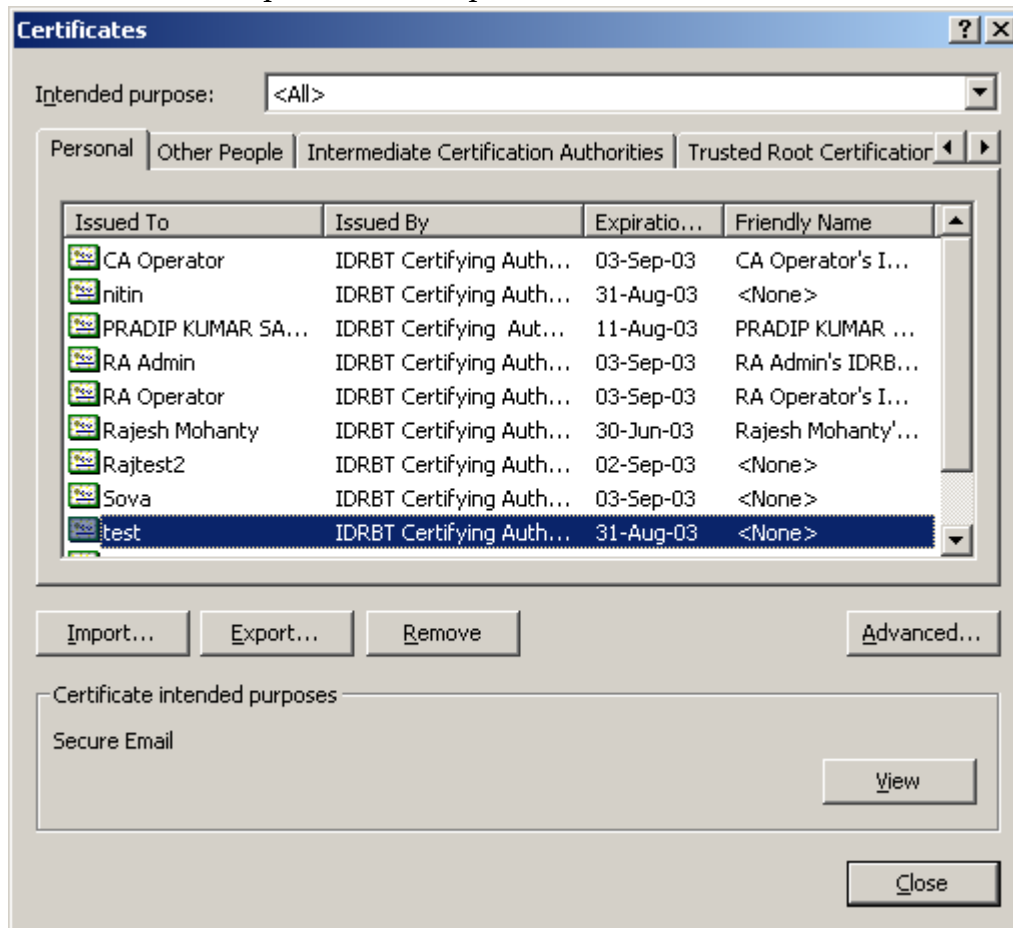 Certificates
Intended purpose: <All>
Personal Other People Intermediate Certification Authorities Trusted Root Certification
Issued To Issued By Expiratio... Friendly Name
CA Operator IDRBT Certifying Auth... 03-Sep-03 CA Operator's I...
nitin IDRBT Certifying Auth... 31-Aug-03 <None>
PRADIP KUMAR SA... IDRBT Certifying Aut... 11-Aug-03 PRADIP KUMAR ...
RA Admin IDRBT Certifying Auth... 03-Sep-03 RA Admin's IDRB...
RA Operator IDRBT Certifying Auth... 03-Sep-03 RA Operator's I...
Rajesh Mohanty IDRBT Certifying Auth... 30-Jun-03 Rajesh Mohanty'...
Rajtest2 IDRBT Certifying Auth... 02-Sep-03 <None>
Sova IDRBT Certifying Auth... 03-Sep-03 <None>
test IDRBT Certifying Auth... 31-Aug-03 <None>
Import... Export... Remove Advanced...
Certificate intended purposes
Secure Email
View
Close